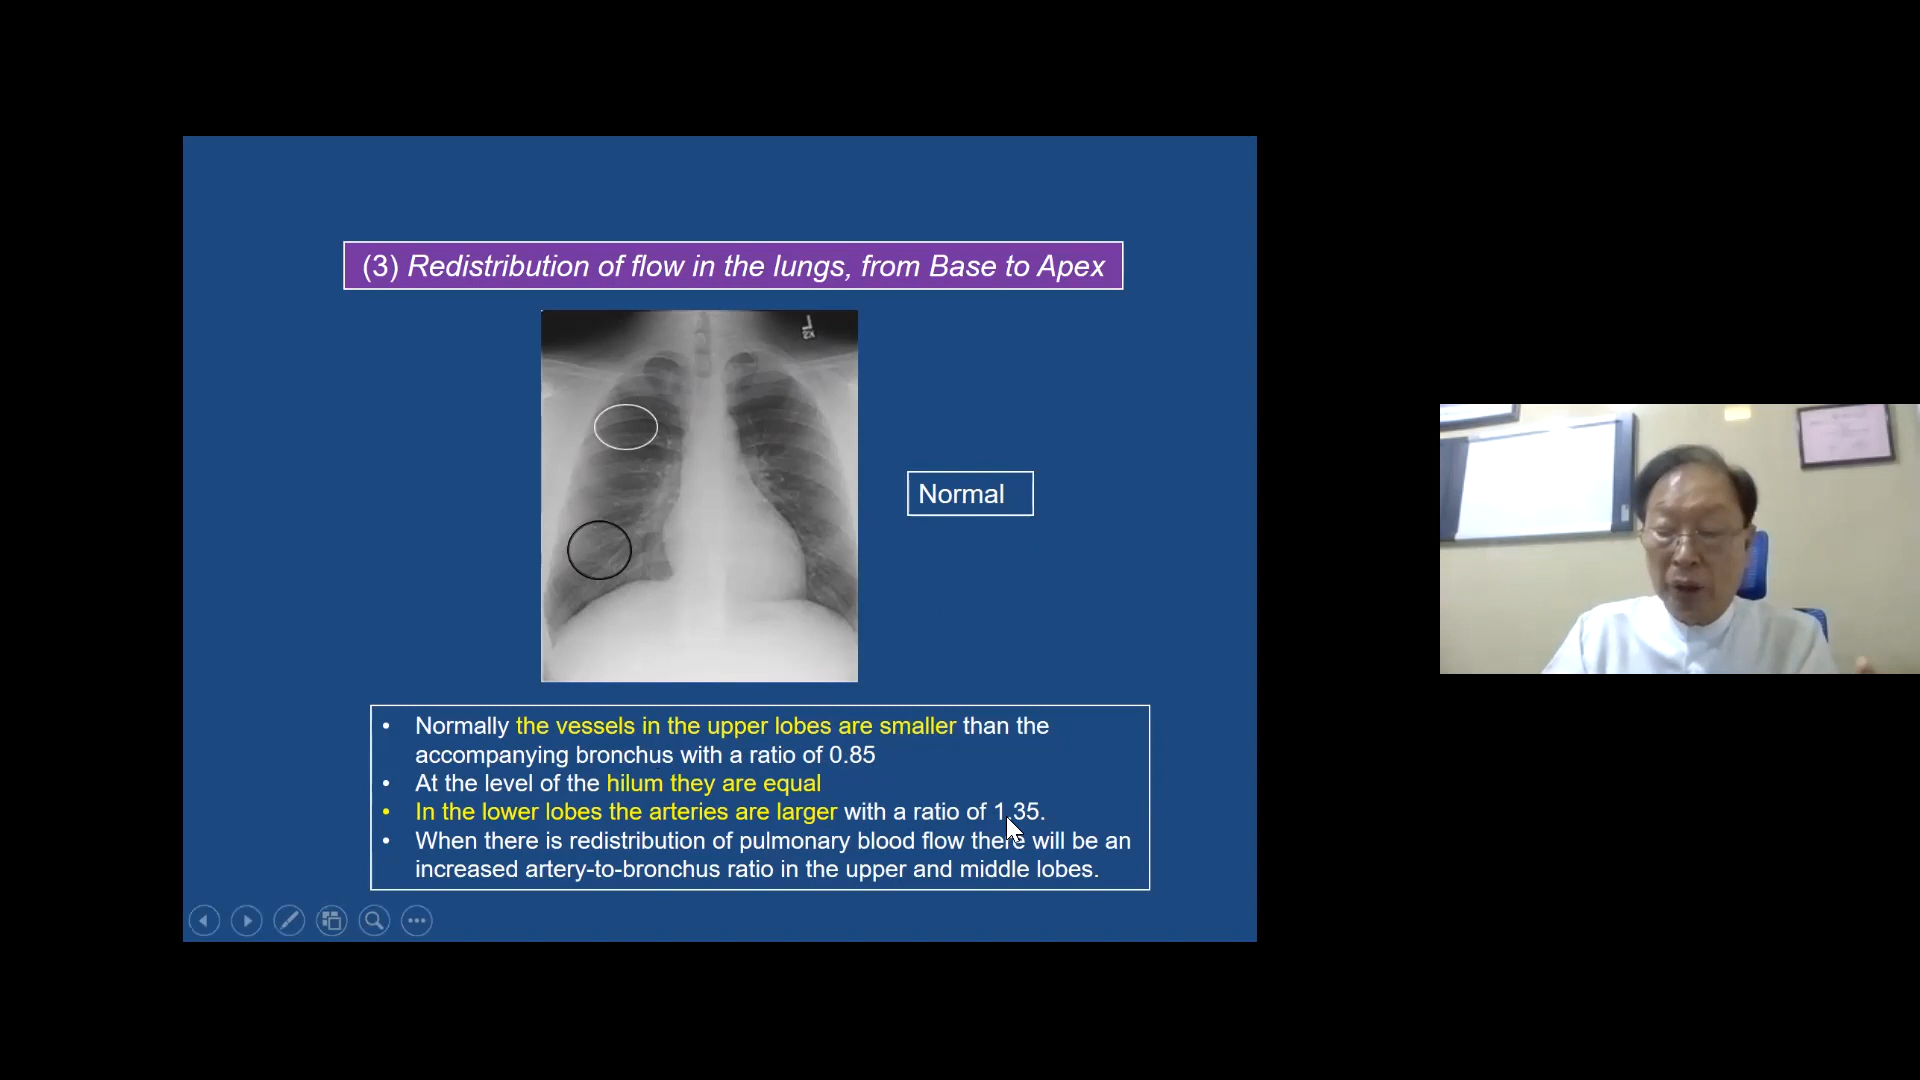 (3) Redistribution of flow in the lungs, from Base to Apex
L
Normal
• Normally the vessels in the upper lobes are smaller than the
accompanying bronchus with a ratio of 0.85
• At the level of the hilum they are equal
• In the lower lobes the arteries are larger with a ratio of 1.35.
• When there is redistribution of pulmonary blood flow there will be an
increased artery-to-bronchus ratio in the upper and middle lobes.